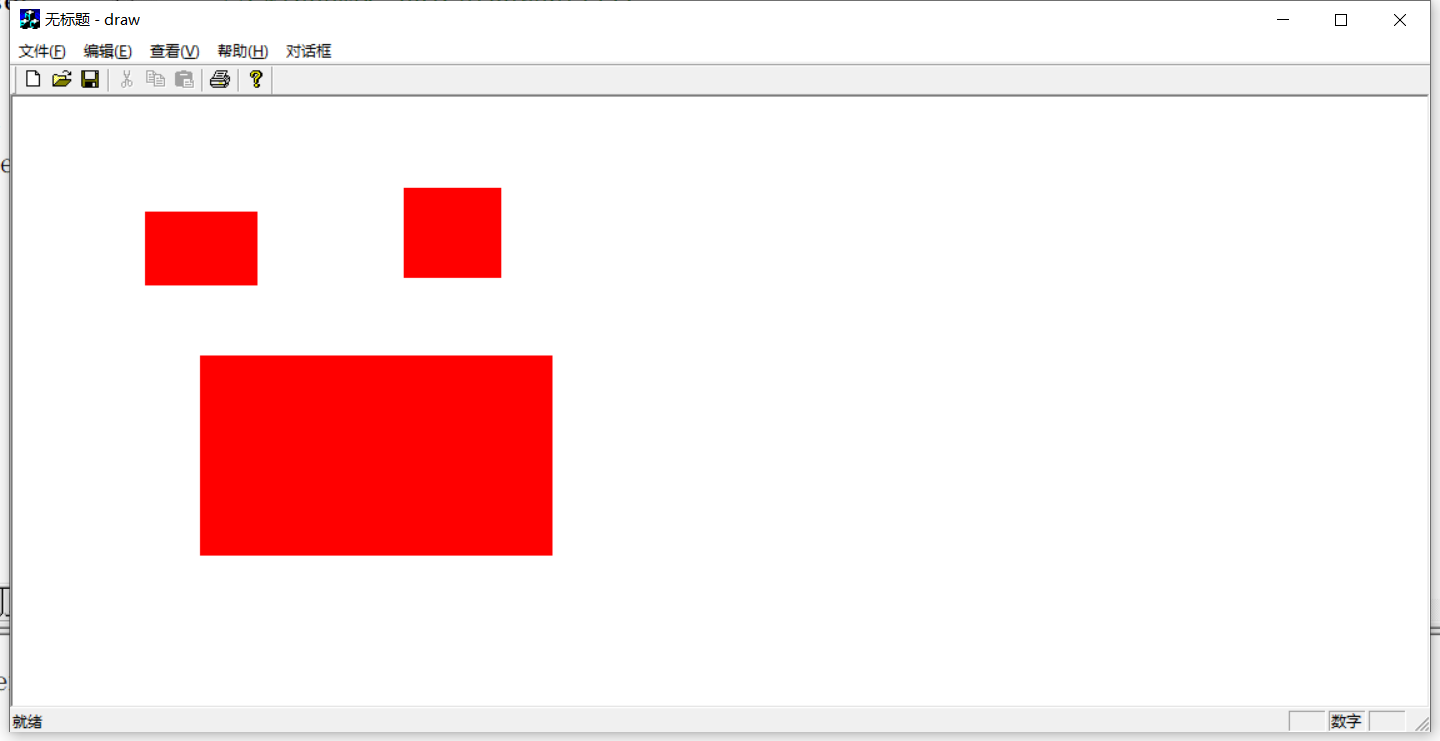 无标题 - draw
文件(F) 编辑(E) 查看(V) 帮助(H) 对话框
就绪 数字